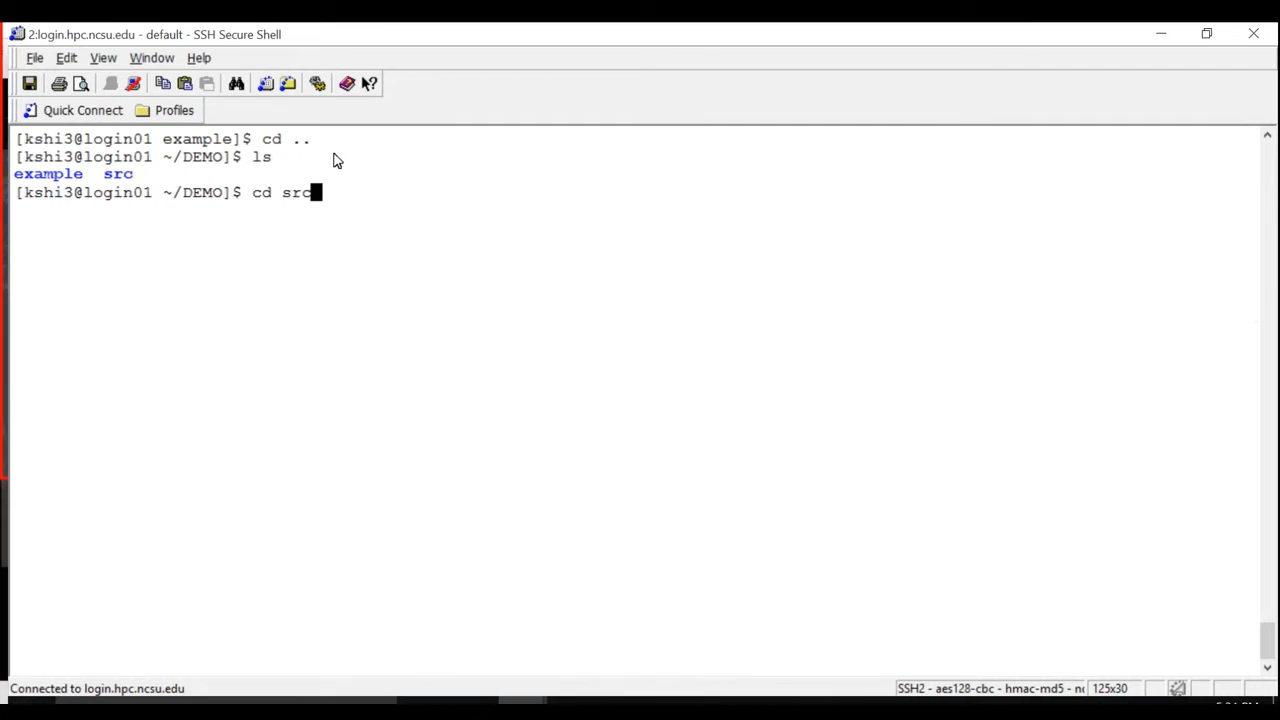 2:login.hpc.ncsu.edu - default - SSH Secure Shell
File Edit View Window Help
Quick Connect Profiles
[kshi3@login01 example]$ cd ..
[kshi3@login01 ~/DEMO]$ ls
example src
[kshi3@login01 ~/DEMO]$ cd src
Connected to login.hpc.ncsu.edu SSH2 - aes128-cbc - hmac-md5 - 125x30